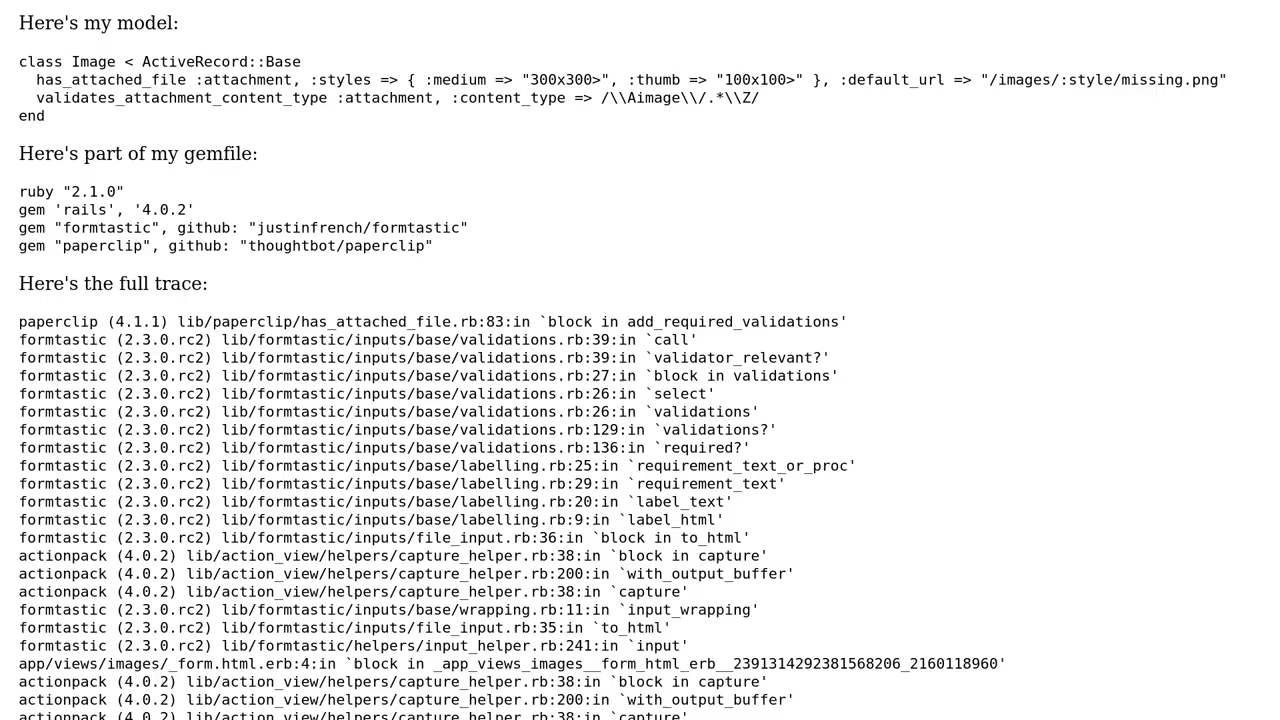 Here's my model:
class Image < ActiveRecord::Base
  has_attached_file :attachment, :styles => { :medium => "300x300>", :thumb => "100x100>" }, :default_url => "/images/:style/missing.png"
  validates_attachment_content_type :attachment, :content_type => /\\Aimage\\/.*\\Z/
end
Here's part of my gemfile:
ruby "2.1.0"
gem 'rails', '4.0.2'
gem "formtastic", github: "justinfrench/formtastic"
gem "paperclip", github: "thoughtbot/paperclip"
Here's the full trace:
paperclip (4.1.1) lib/paperclip/has_attached_file.rb:83:in `block in add_required_validations'
formtastic (2.3.0.rc2) lib/formtastic/inputs/base/validations.rb:39:in `call'
formtastic (2.3.0.rc2) lib/formtastic/inputs/base/validations.rb:39:in `validator_relevant?'
formtastic (2.3.0.rc2) lib/formtastic/inputs/base/validations.rb:27:in `block in validations'
formtastic (2.3.0.rc2) lib/formtastic/inputs/base/validations.rb:26:in `select'
formtastic (2.3.0.rc2) lib/formtastic/inputs/base/validations.rb:26:in `validations'
formtastic (2.3.0.rc2) lib/formtastic/inputs/base/validations.rb:129:in `validations?'
formtastic (2.3.0.rc2) lib/formtastic/inputs/base/validations.rb:136:in `required?'
formtastic (2.3.0.rc2) lib/formtastic/inputs/base/labelling.rb:25:in `requirement_text_or_proc'
formtastic (2.3.0.rc2) lib/formtastic/inputs/base/labelling.rb:29:in `requirement_text'
formtastic (2.3.0.rc2) lib/formtastic/inputs/base/labelling.rb:20:in `label_text'
formtastic (2.3.0.rc2) lib/formtastic/inputs/base/labelling.rb:9:in `label_html'
formtastic (2.3.0.rc2) lib/formtastic/inputs/file_input.rb:36:in `block in to_html'
actionpack (4.0.2) lib/action_view/helpers/capture_helper.rb:38:in `block in capture'
actionpack (4.0.2) lib/action_view/helpers/capture_helper.rb:200:in `with_output_buffer'
actionpack (4.0.2) lib/action_view/helpers/capture_helper.rb:38:in `capture'
formtastic (2.3.0.rc2) lib/formtastic/inputs/base/wrapping.rb:11:in `input_wrapping'
formtastic (2.3.0.rc2) lib/formtastic/inputs/file_input.rb:35:in `to_html'
formtastic (2.3.0.rc2) lib/formtastic/helpers/input_helper.rb:241:in `input'
app/views/images/_form.html.erb:4:in `block in _app_views_images__form_html_erb__2391314292381568206_2160118960'
actionpack (4.0.2) lib/action_view/helpers/capture_helper.rb:38:in `block in capture'
actionpack (4.0.2) lib/action_view/helpers/capture_helper.rb:200:in `with_output_buffer'
actionpack (4.0.2) lib/action_view/helpers/capture_helper.rb:38:in `capture'